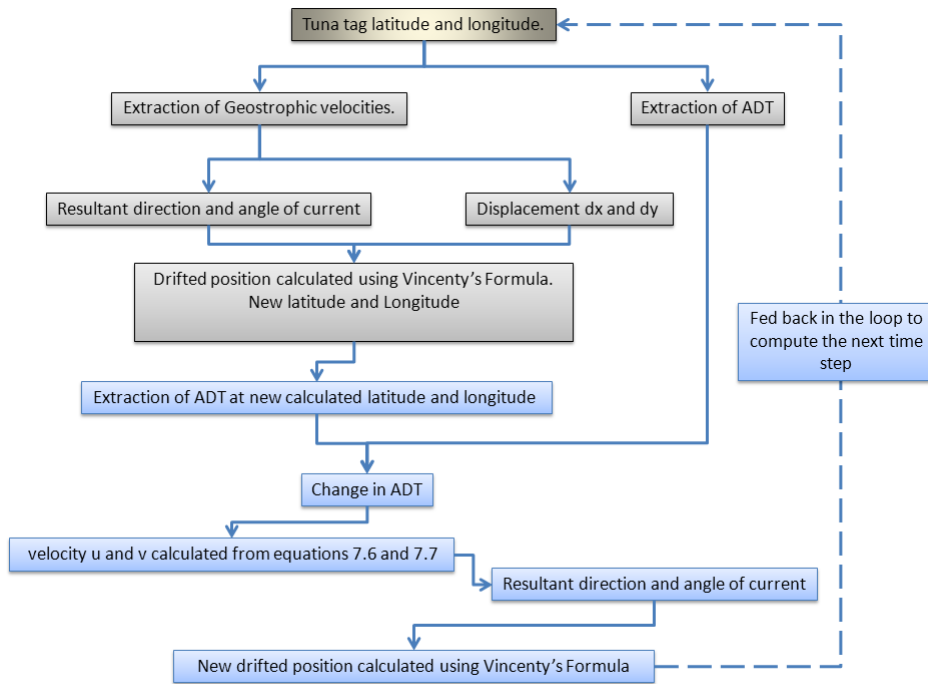 Tuna tag latitude and longitude.
Extraction of Geostrophic velocities.
Extraction of ADT
Resultant direction and angle of current
Displacement dx and dy
Drifted position calculated using Vincenty's Formula.
New latitude and Longitude
Fed back in the loop to
compute the next time
step
Extraction of ADT at new calculated latitude and longitude
Change in ADT
velocity u and v calculated from equations 7.6 and 7.7
Resultant direction and angle of current
New drifted position calculated using Vincenty's Formula